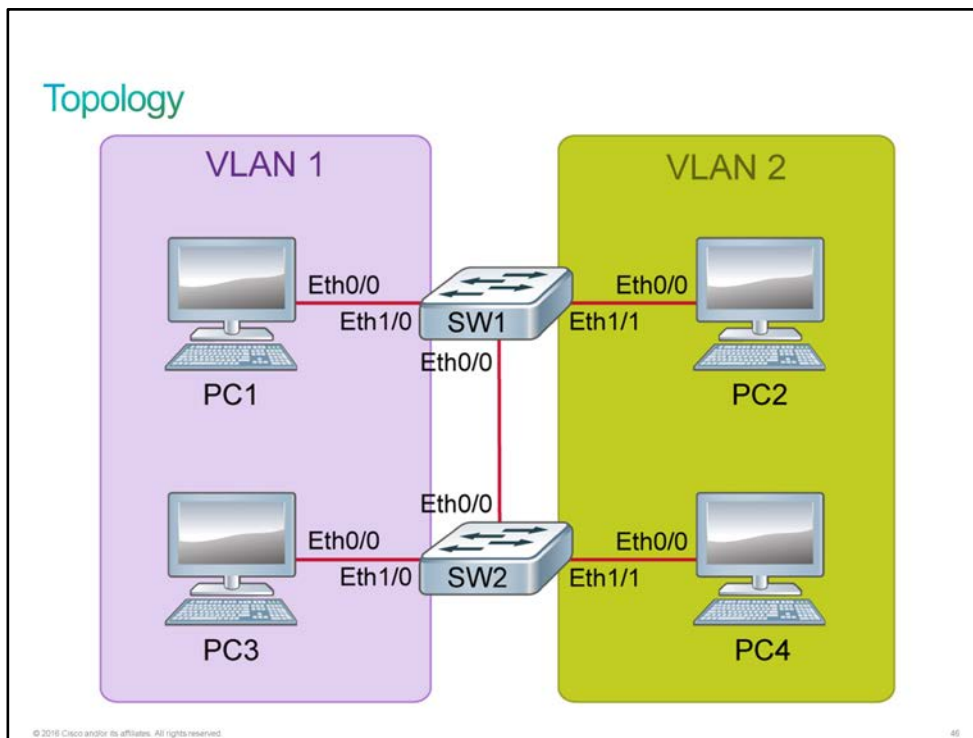 Topology
VLAN 1
VLAN 2
Eth0/0
Eth0/0
Eth1/0
SW1
Eth1/1
Eth0/0
PC1
PC2
Eth0/0
Eth0/0
Eth0/0
Eth1/0
SW2
Eth1/1
PC3
PC4
© 2016 Cisco and/or its affiliates. All rights reserved.
46